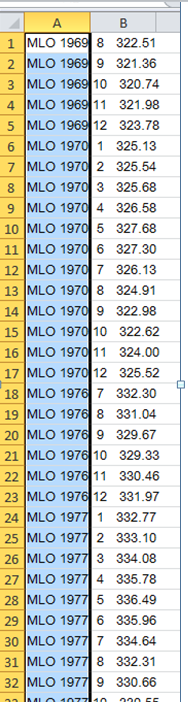 A B
1 MLO 1969 8 322.51
2 MLO 1969 9 321.36
3 MLO 1969 10 320.74
4 MLO 1969 11 321.98
5 MLO 1969 12 323.78
6 MLO 1970 1 325.13
7 MLO 1970 2 325.54
8 MLO 1970 3 325.68
9 MLO 1970 4 326.58
10 MLO 1970 5 327.68
11 MLO 1970 6 327.30
12 MLO 1970 7 326.13
13 MLO 1970 8 324.91
14 MLO 1970 9 322.98
15 MLO 1970 10 322.62
16 MLO 1970 11 324.00
17 MLO 1970 12 325.52
18 MLO 1976 7 332.30
19 MLO 1976 8 331.04
20 MLO 1976 9 329.67
21 MLO 1976 10 329.33
22 MLO 1976 11 330.46
23 MLO 1976 12 331.97
24 MLO 1977 1 332.77
25 MLO 1977 2 333.10
26 MLO 1977 3 334.08
27 MLO 1977 4 335.78
28 MLO 1977 5 336.49
29 MLO 1977 6 335.96
30 MLO 1977 7 334.64
31 MLO 1977 8 332.31
32 MLO 1977 9 330.66